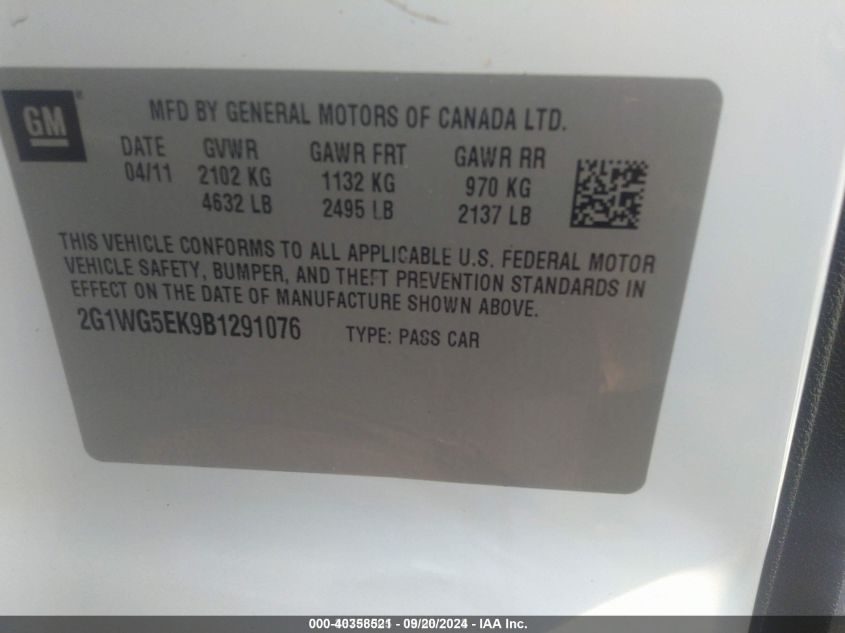 GM
MFD BY GENERAL MOTORS OF CANADA LTD.
DATE GVWR GAWR FRT GAWR RR
04/11 2102 KG 1132 KG 970 KG
4632 LB 2495 LB 2137 LB
THIS VEHICLE CONFORMS TO ALL APPLICABLE U.S. FEDERAL MOTOR
VEHICLE SAFETY, BUMPER, AND THEFT PREVENTION STANDARDS IN
EFFECT ON THE DATE OF MANUFACTURE SHOWN ABOVE.
2G1WG5EK9B1291076 TYPE: PASS CAR
000-40358521 - 09/20/2024 - IAA Inc.